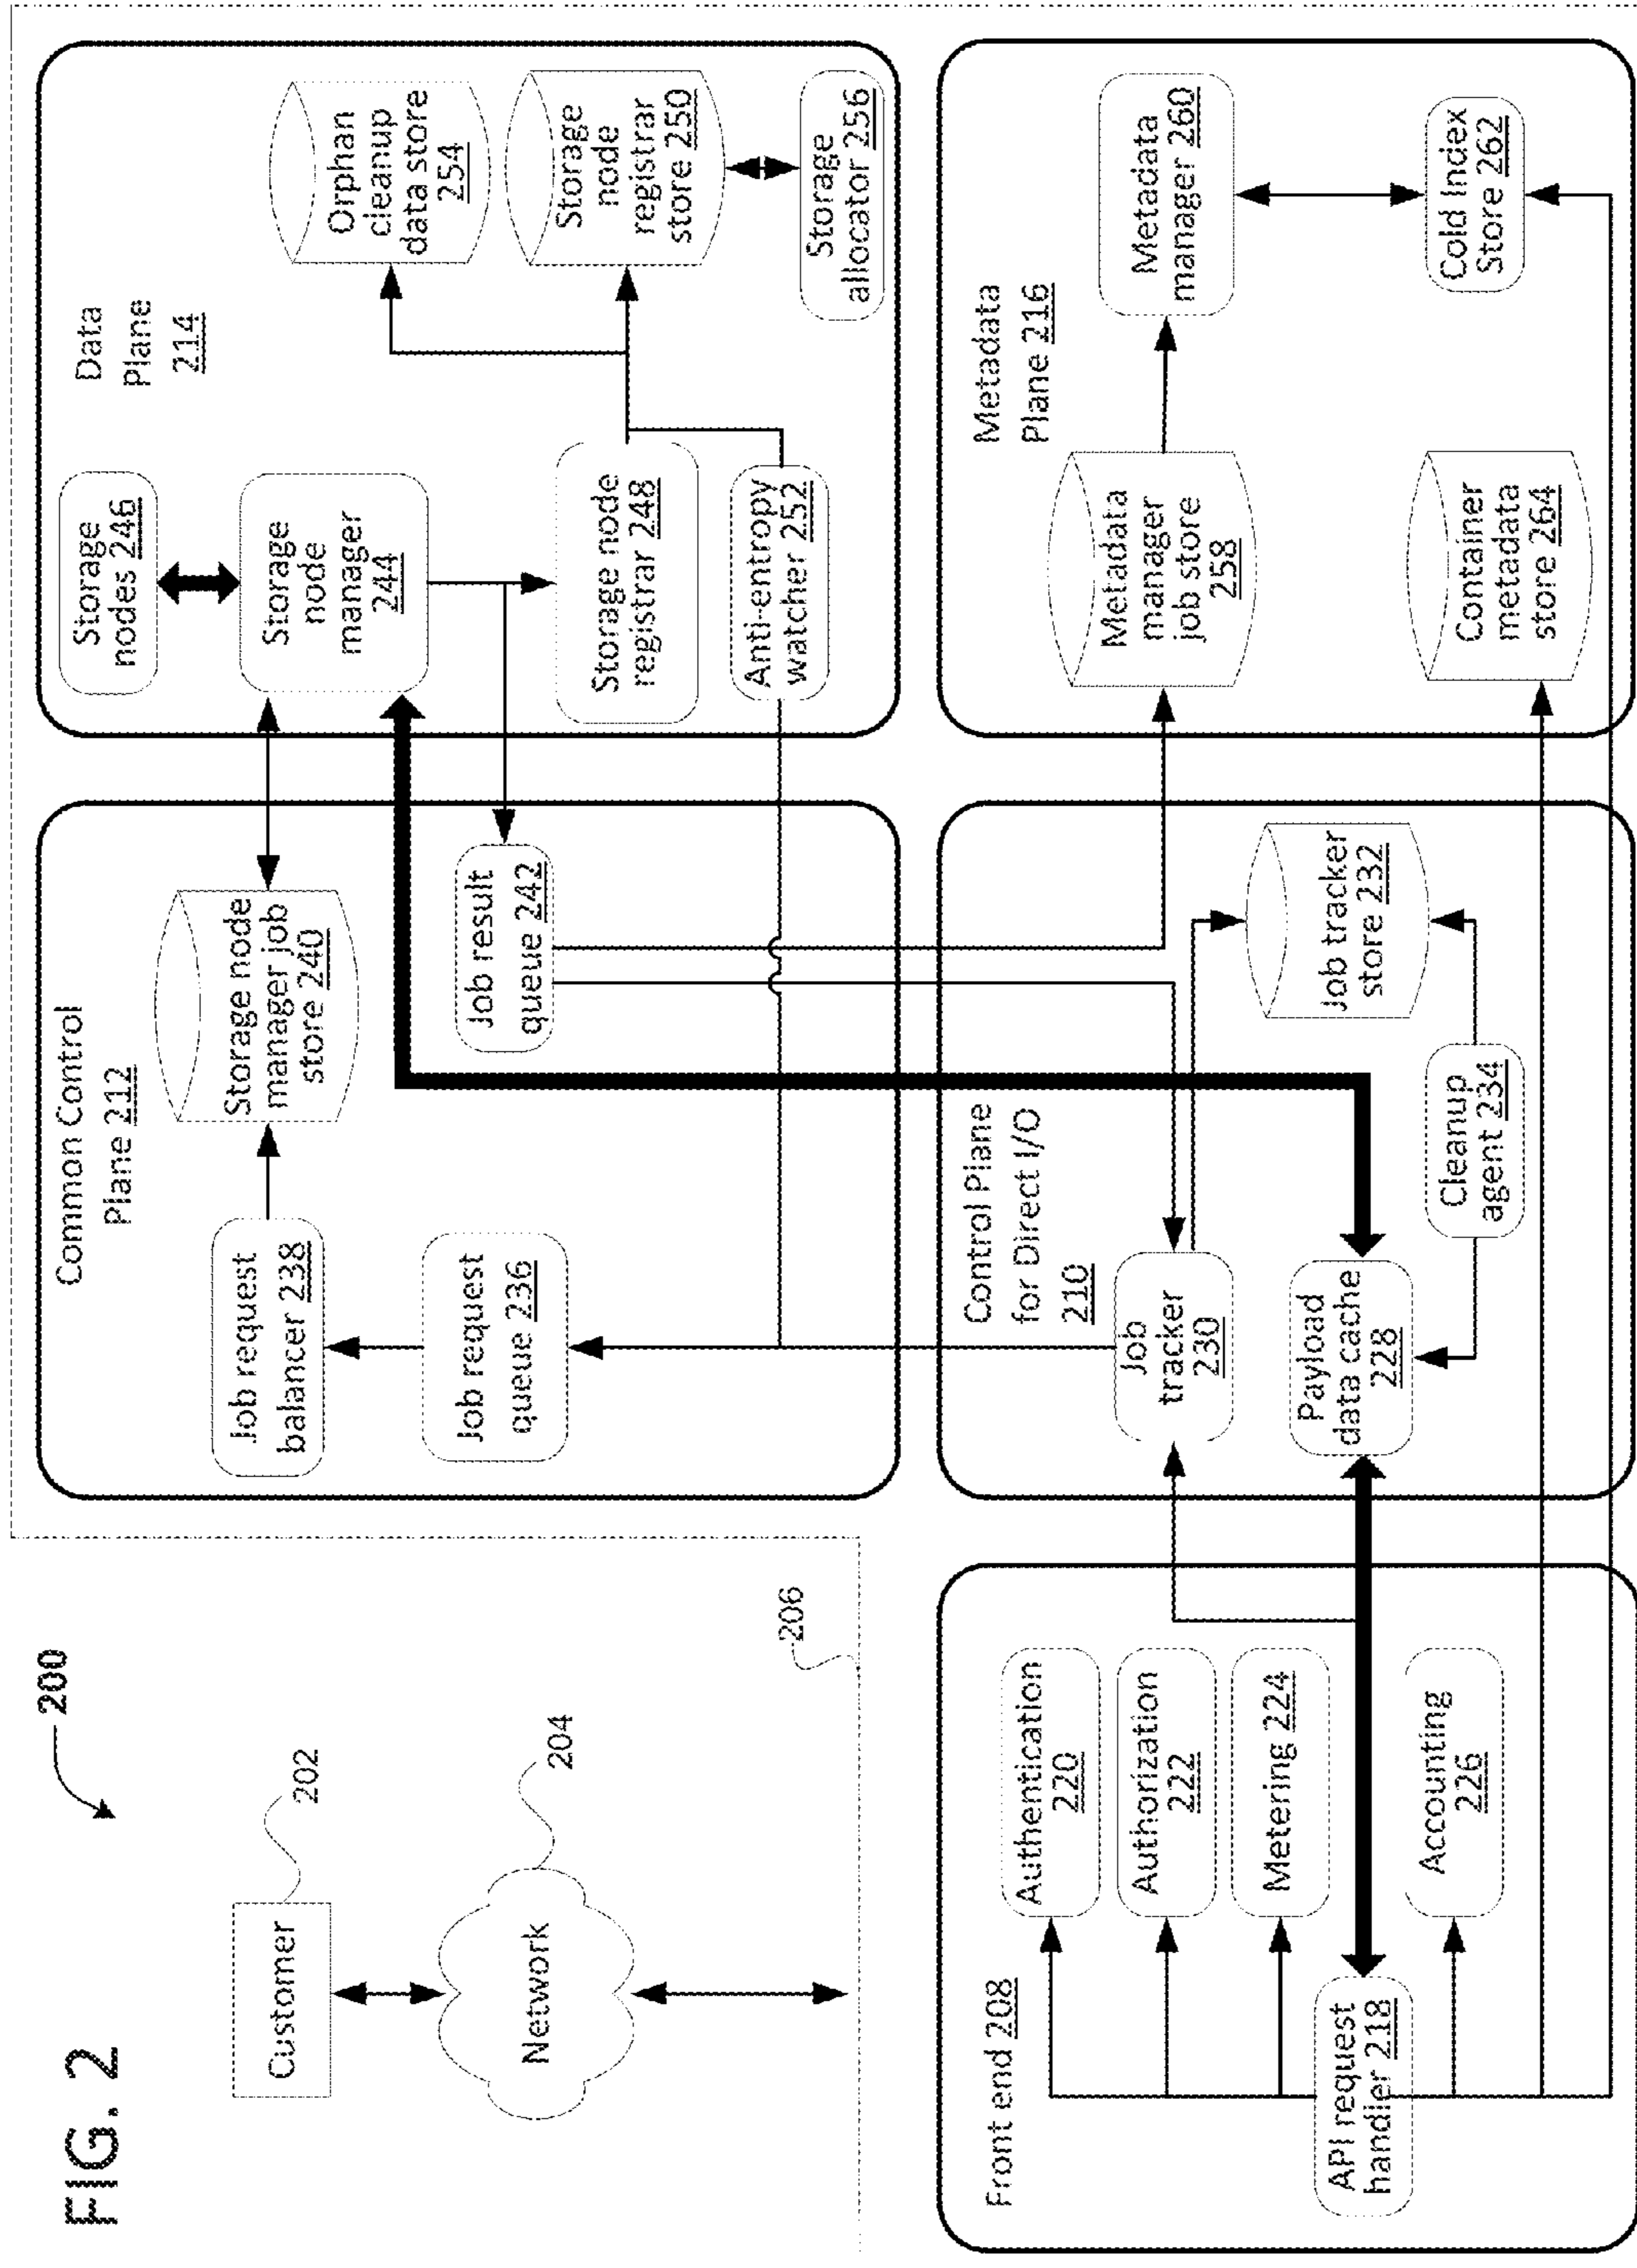 FIG. 2
200
Customer
202
Network
204
206
Common Control
Plane 212
Job request
balancer 238
Job request
queue 236
Storage node
manager job
store 240
Job result
queue 242
Data
Plane
214
Storage
nodes 246
Storage
node
manager
244
Storage node
registrar 248
Anti-entropy
watcher 252
Orphan
cleanup
data store
254
Storage
node
registrar
store 250
Storage
allocator 256
Front end 208
API request
handler 218
Authentication
220
Authorization
222
Metering 224
Accounting
226
Control Plane
for Direct I/O
210
Job
tracker
230
Payload
data cache
228
Job tracker
store 232
Cleanup
agent 234
Metadata
Plane 216
Metadata
manager
job store
258
Container
metadata
store 264
Metadata
manager 260
Cold Index
Store 262